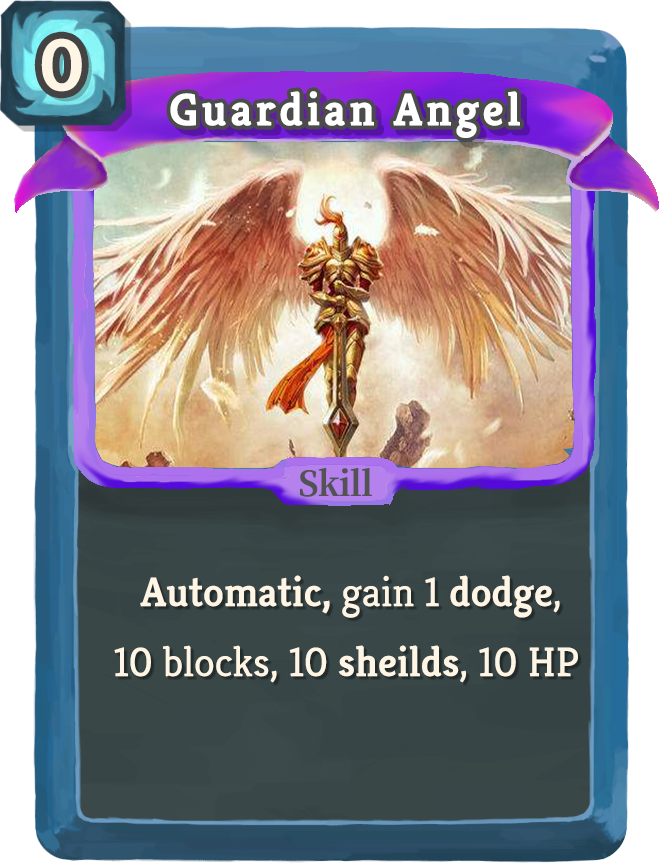 0
Guardian Angel
Skill
Automatic, gain 1 dodge,
10 blocks, 10 sheilds, 10 HP